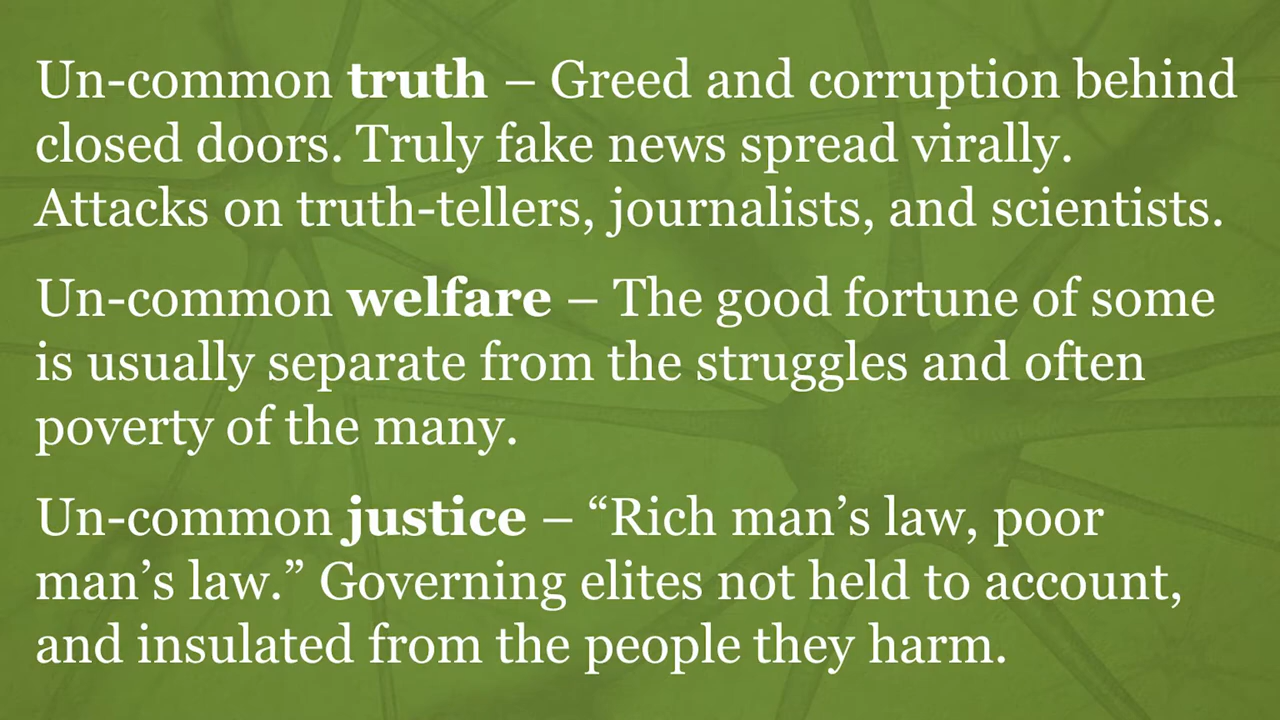 Un-common truth – Greed and corruption behind
closed doors. Truly fake news spread virally.
Attacks on truth-tellers, journalists, and scientists.
Un-common welfare – The good fortune of some
is usually separate from the struggles and often
poverty of the many.
Un-common justice – “Rich man’s law, poor
man’s law.” Governing elites not held to account,
and insulated from the people they harm.